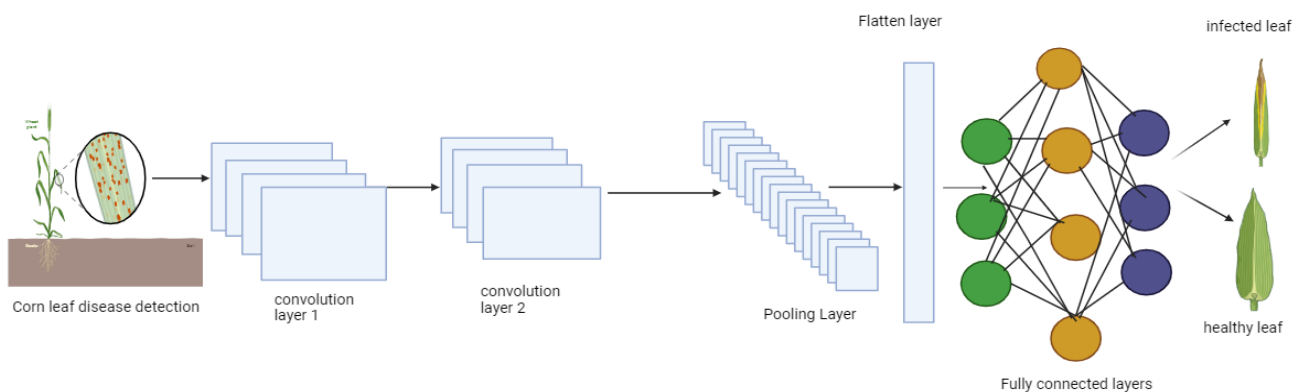 Flatten layer
infected leaf
Corn leaf disease detection
convolution
layer 1
convolution
layer 2
Pooling Layer
healthy leaf
Fully connected layers